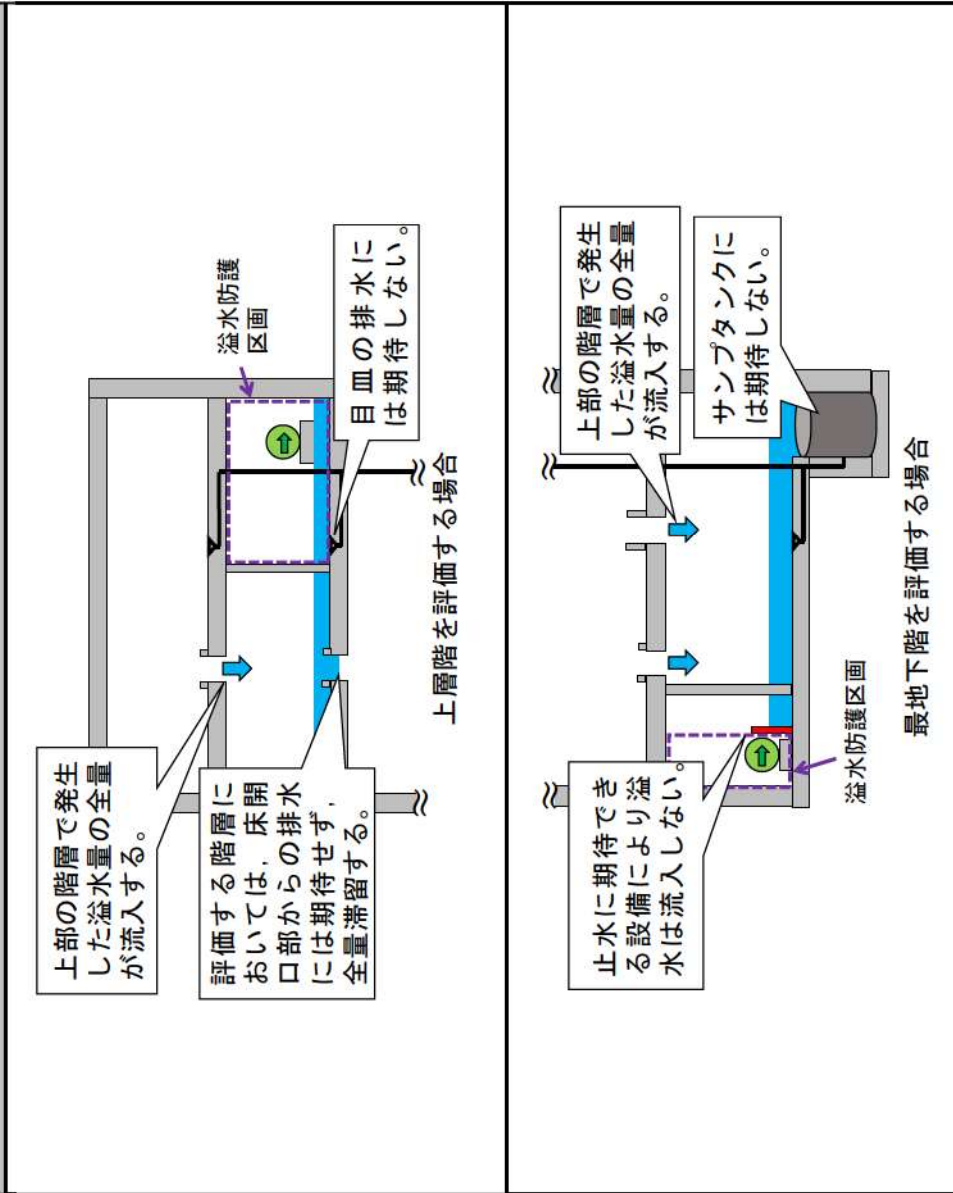 上部の階層で発生
した溢水量の全量
が流入する。
評価する階層に
おいては，床開
口部からの排水
には期待せず，
全量滞留する。
溢水防護
区画
目皿の排水に
は期待しない。
上層階を評価する場合
止水に期待でき
る設備により溢
水は流入しない。
上部の階層で発生
した溢水量の全量
が流入する。
サンプタンクに
は期待しない。
溢水防護区画
最地下階を評価する場合